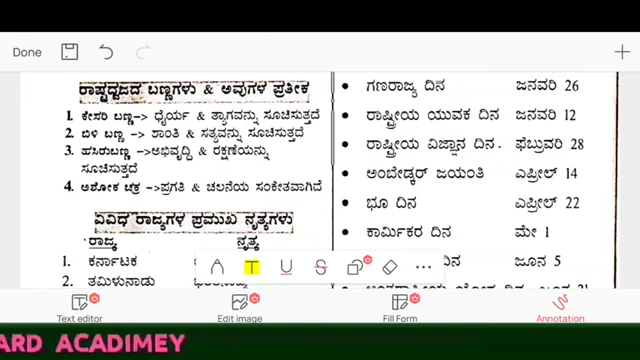 Done
ರಾಷ್ಟ್ರಧ್ವಜದ ಬಣ್ಣಗಳು & ಅವುಗಳ ಪ್ರತೀಕ
1. ಕೇಸರಿ ಬಣ್ಣ–> ಧೈರ್ಯ & ತ್ಯಾಗವನ್ನು ಸೂಚಿಸುತ್ತದೆ
2. ಬಿಳಿ ಬಣ್ಣ –> ಶಾಂತಿ & ಸತ್ಯವನ್ನು ಸೂಚಿಸುತ್ತದೆ
3. ಹಸಿರುಬಣ್ಣ –>ಅಭಿವೃದ್ಧಿ & ರಕ್ಷಣೆಯನ್ನು
ಸೂಚಿಸುತ್ತದೆ
4. ಅಶೋಕ ಚಕ್ರ –>ಪ್ರಗತಿ & ಚಲನೆಯ ಸಂಕೇತವಾಗಿದೆ
ವಿವಿಧ ರಾಜ್ಯಗಳ ಪ್ರಮುಖ ನೃತ್ಯಗಳು
ರಾಜ್ಯ ನೃತ್ಯ
1. ಕರ್ನಾಟಕ
2. ತಮಿಳುನಾಡು
• ಗಣರಾಜ್ಯ ದಿನ ಜನವರಿ 26
• ರಾಷ್ಟ್ರೀಯ ಯುವಕ ದಿನ ಜನವರಿ 12
• ರಾಷ್ಟ್ರೀಯ ವಿಜ್ಞಾನ ದಿನ. ಫೆಬ್ರುವರಿ 28
• ಅಂಬೇಡ್ಕರ್ ಜಯಂತಿ ಎಪ್ರೀಲ್ 14
• ಭೂ ದಿನ ಎಪ್ರೀಲ್ 22
• ಕಾರ್ಮಿಕರ ದಿನ ಮೇ 1
ದಿನ ಜೂನ 5
Text editor Edit image Fill Form Annotation
ARD ACADIMEY